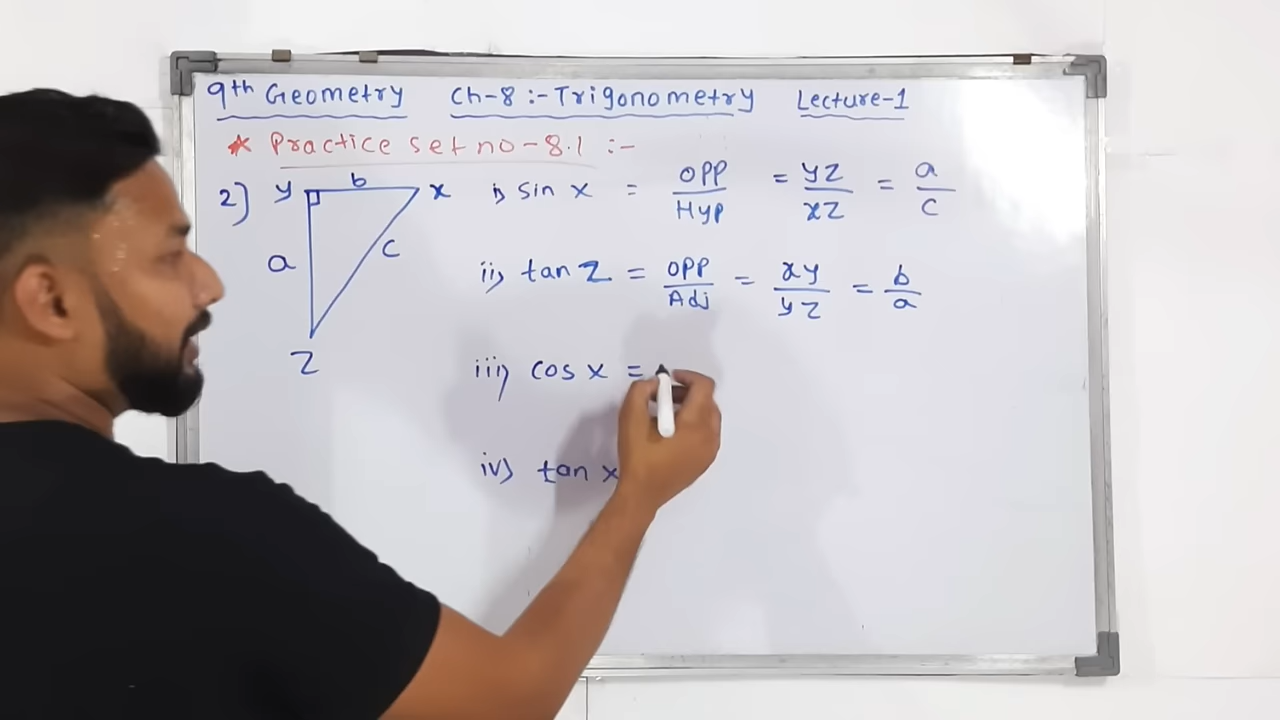 9th Geometry Ch-8 :- Trigonometry Lecture-1
* Practice set no - 8.1 :-
2) y b x
a c
z
i) sin x = OPP/Hyp = yz/xz = a/c
ii) tan z = OPP/Adj = xy/yz = b/a
iii) cos x =
iv) tan x